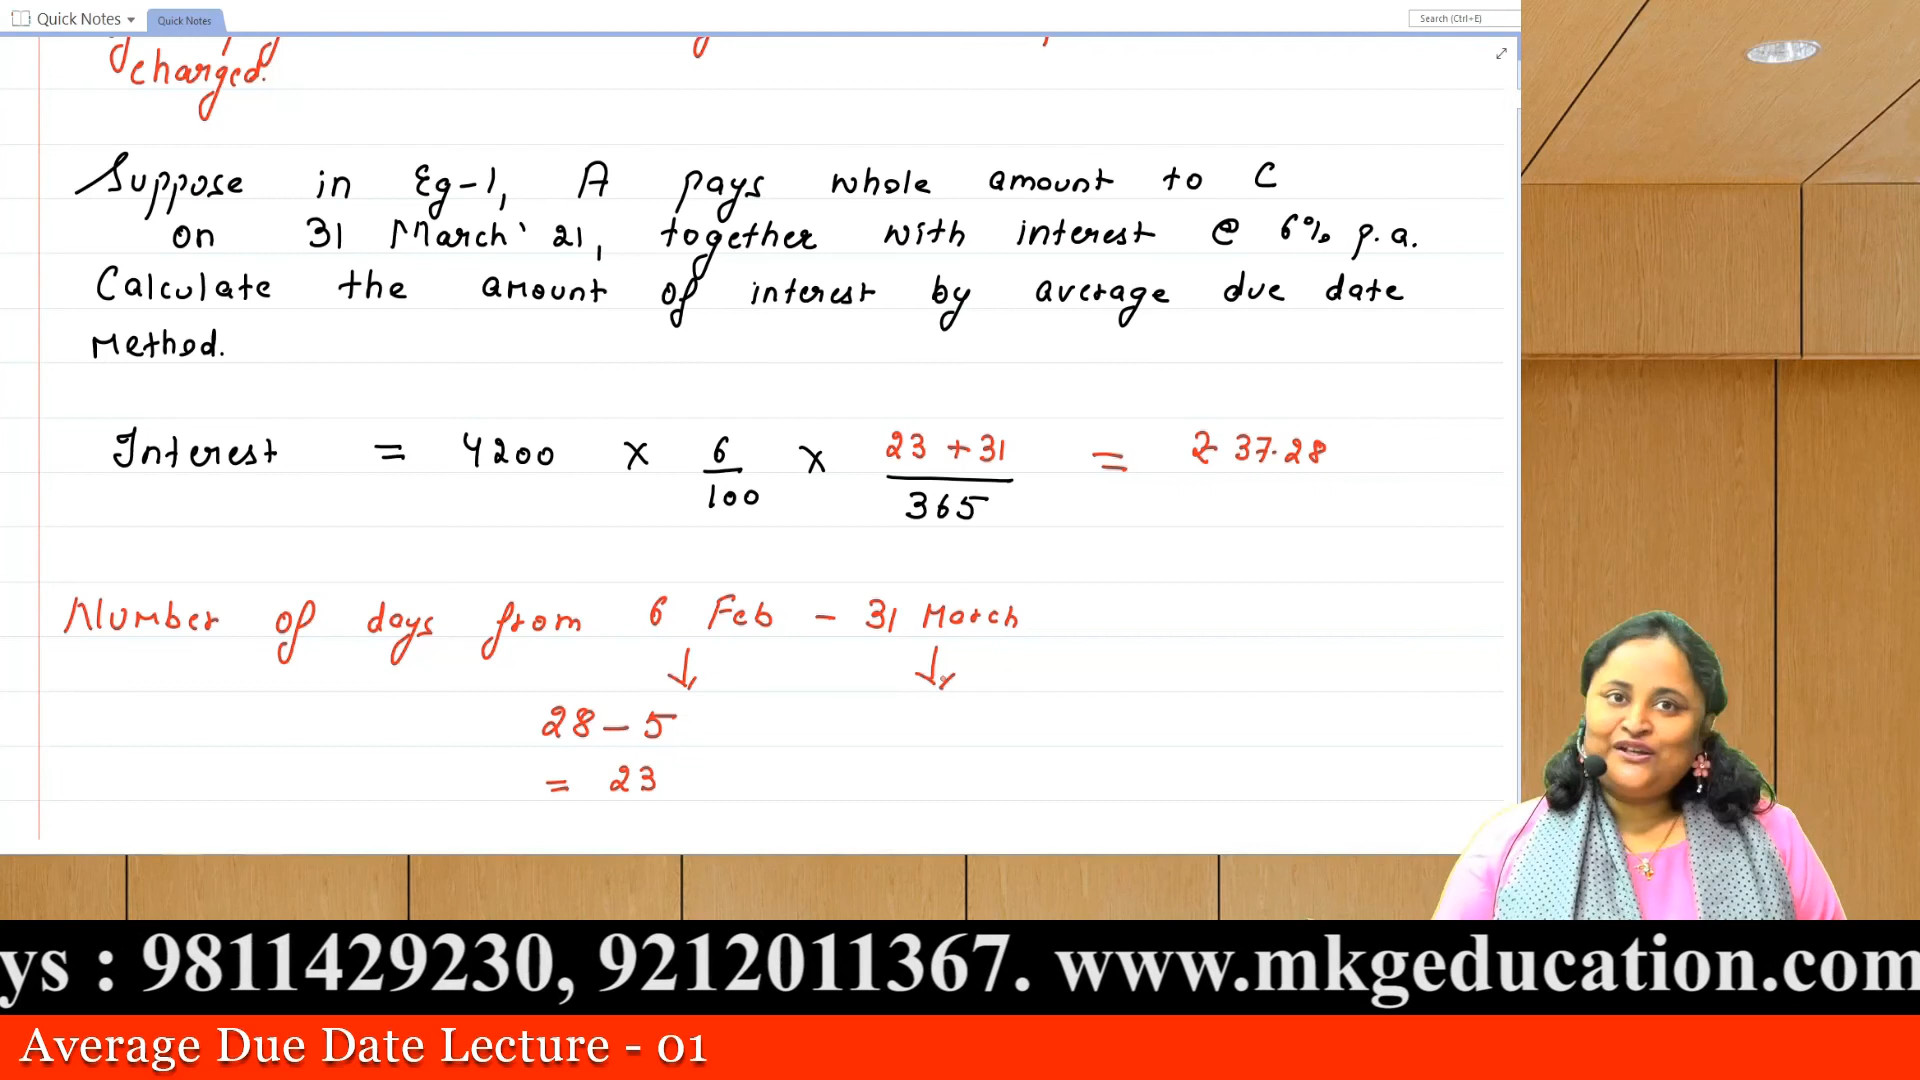 Quick Notes
Quick Notes
Search (Ctrl+E)
charged.
Suppose in Eg-1, A pays whole amount to C
on 31 March' 21, together with interest @ 6% p.a.
Calculate the amount of interest by average due date
Method.
Interest = 4200 x 6/100 x 23 + 31/365 = ₹ 37.28
Number of days from 6 Feb - 31 March
28 - 5
= 23
ys : 9811429230, 9212011367. www.mkgeducation.com
Average Due Date Lecture - 01